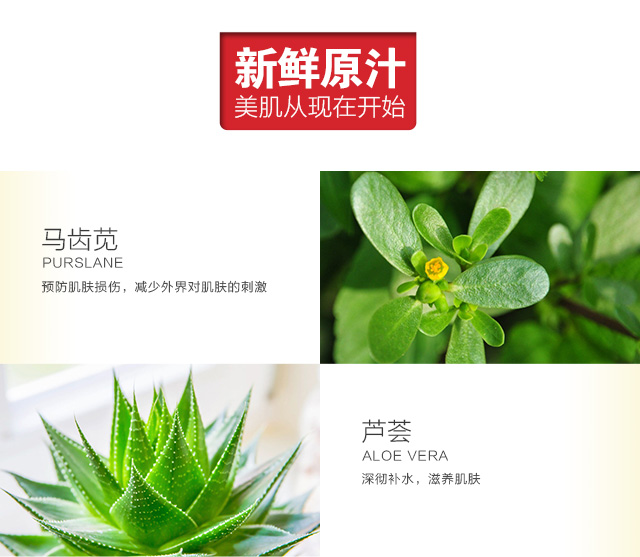 新鲜原汁
美肌从现在开始
马齿苋
PURSLANE
预防肌肤损伤，减少外界对肌肤的刺激
芦荟
ALOE VERA
深彻补水，滋养肌肤